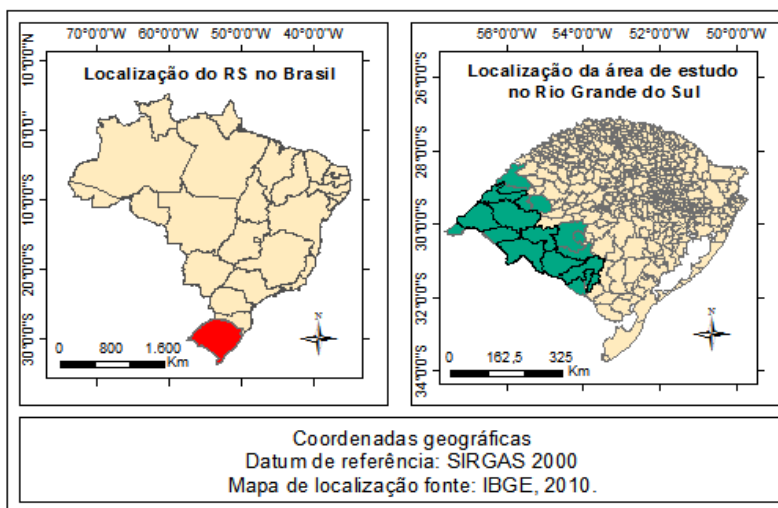 70°0'0"W 60°0'0"W 50°0'0"W 40°0'0"W
10°0'0"N
0°0'0"
10°0'0"S
20°0'0"S
30°0'0"S
Localização do RS no Brasil
0 800 1.600
Km
N
56°0'0"W 54°0'0"W 52°0'0"W 50°0'0"W
26°0'0"S
28°0'0"S
30°0'0"S
32°0'0"S
34°0'0"S
Localização da área de estudo
no Rio Grande do Sul
0 162,5 325
Km
N
Coordenadas geográficas
Datum de referência: SIRGAS 2000
Mapa de localização fonte: IBGE, 2010.